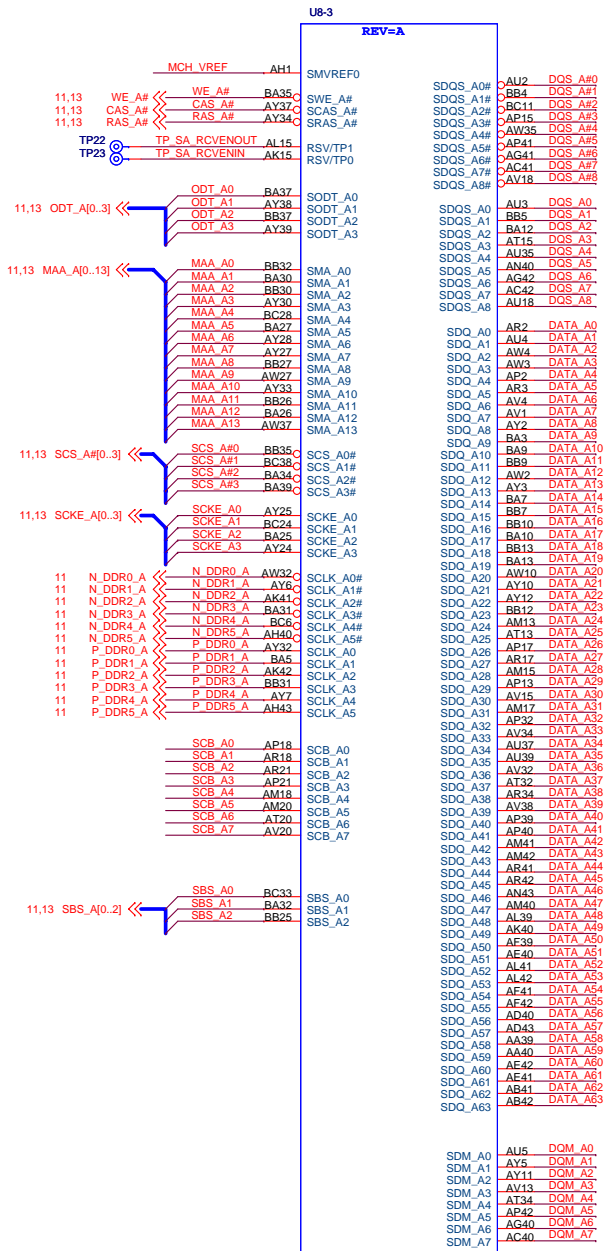 U8-3
REV=A
MCH_VREF AH1 SMVREF0
11,13 WE_A# WE_A# BA35 SWE_A#
11,13 CAS_A# CAS_A# AY37 SCAS_A#
11,13 RAS_A# RAS_A# AY34 SRAS_A#
TP22 TP_SA_RCVENOUT AL15 RSV/TP1
TP23 TP_SA_RCVENIN AK15 RSV/TP0
ODT_A0 BA37 SODT_A0
11,13 ODT_A[0..3] ODT_A1 AY38 SODT_A1
ODT_A2 BB37 SODT_A2
ODT_A3 AY39 SODT_A3
11,13 MAA_A[0..13] MAA_A0 BB32 SMA_A0
MAA_A1 BA30 SMA_A1
MAA_A2 BB30 SMA_A2
MAA_A3 AY30 SMA_A3
MAA_A4 BC28 SMA_A4
MAA_A5 BA27 SMA_A5
MAA_A6 AY28 SMA_A6
MAA_A7 AY27 SMA_A7
MAA_A8 BB27 SMA_A8
MAA_A9 AW27 SMA_A9
MAA_A10 AY33 SMA_A10
MAA_A11 BB26 SMA_A11
MAA_A12 BA26 SMA_A12
MAA_A13 AW37 SMA_A13
11,13 SCS_A#[0..3] SCS_A#0 BB35 SCS_A0#
SCS_A#1 BC38 SCS_A1#
SCS_A#2 BA34 SCS_A2#
SCS_A#3 BA39 SCS_A3#
11,13 SCKE_A[0..3] SCKE_A0 AY25 SCKE_A0
SCKE_A1 BC24 SCKE_A1
SCKE_A2 BA25 SCKE_A2
SCKE_A3 AY24 SCKE_A3
11 N_DDR0_A N_DDR0_A AW32 SCLK_A0#
11 N_DDR1_A N_DDR1_A AY6 SCLK_A1#
11 N_DDR2_A N_DDR2_A AK41 SCLK_A2#
11 N_DDR3_A N_DDR3_A BA31 SCLK_A3#
11 N_DDR4_A N_DDR4_A BC6 SCLK_A4#
11 N_DDR5_A N_DDR5_A AH40 SCLK_A5#
11 P_DDR0_A P_DDR0_A AY32 SCLK_A0
11 P_DDR1_A P_DDR1_A BA5 SCLK_A1
11 P_DDR2_A P_DDR2_A AK42 SCLK_A2
11 P_DDR3_A P_DDR3_A BB31 SCLK_A3
11 P_DDR4_A P_DDR4_A AY7 SCLK_A4
11 P_DDR5_A P_DDR5_A AH43 SCLK_A5
SCB_A0 AP18 SCB_A0
SCB_A1 AR18 SCB_A1
SCB_A2 AR21 SCB_A2
SCB_A3 AP21 SCB_A3
SCB_A4 AM18 SCB_A4
SCB_A5 AM20 SCB_A5
SCB_A6 AT20 SCB_A6
SCB_A7 AV20 SCB_A7
SBS_A0 BC33 SBS_A0
11,13 SBS_A[0..2] SBS_A1 BA32 SBS_A1
SBS_A2 BB25 SBS_A2
SDQS_A0# AU2 DQS_A#0
SDQS_A1# BB4 DQS_A#1
SDQS_A2# BC11 DQS_A#2
SDQS_A3# AP15 DQS_A#3
SDQS_A4# AW35 DQS_A#4
SDQS_A5# AP41 DQS_A#5
SDQS_A6# AG41 DQS_A#6
SDQS_A7# AC41 DQS_A#7
SDQS_A8# AV18 DQS_A#8
SDQS_A0 AU3 DQS_A0
SDQS_A1 BB5 DQS_A1
SDQS_A2 BA12 DQS_A2
SDQS_A3 AT15 DQS_A3
SDQS_A4 AU35 DQS_A4
SDQS_A5 AN40 DQS_A5
SDQS_A6 AG42 DQS_A6
SDQS_A7 AC42 DQS_A7
SDQS_A8 AU18 DQS_A8
SDQ_A0 AR2 DATA_A0
SDQ_A1 AU4 DATA_A1
SDQ_A2 AW4 DATA_A2
SDQ_A3 AW3 DATA_A3
SDQ_A4 AP2 DATA_A4
SDQ_A5 AR3 DATA_A5
SDQ_A6 AV4 DATA_A6
SDQ_A7 AV1 DATA_A7
SDQ_A8 AY2 DATA_A8
SDQ_A9 BA3 DATA_A9
SDQ_A10 BA9 DATA_A10
SDQ_A11 BB9 DATA_A11
SDQ_A12 AW2 DATA_A12
SDQ_A13 AY3 DATA_A13
SDQ_A14 BA7 DATA_A14
SDQ_A15 BB7 DATA_A15
SDQ_A16 BB10 DATA_A16
SDQ_A17 BA10 DATA_A17
SDQ_A18 BB13 DATA_A18
SDQ_A19 BA13 DATA_A19
SDQ_A20 AW10 DATA_A20
SDQ_A21 AY10 DATA_A21
SDQ_A22 AY12 DATA_A22
SDQ_A23 BB12 DATA_A23
SDQ_A24 AM13 DATA_A24
SDQ_A25 AT13 DATA_A25
SDQ_A26 AP17 DATA_A26
SDQ_A27 AR17 DATA_A27
SDQ_A28 AM15 DATA_A28
SDQ_A29 AP13 DATA_A29
SDQ_A30 AV15 DATA_A30
SDQ_A31 AM17 DATA_A31
SDQ_A32 AP32 DATA_A32
SDQ_A33 AV34 DATA_A33
SDQ_A34 AU37 DATA_A34
SDQ_A35 AU39 DATA_A35
SDQ_A36 AV32 DATA_A36
SDQ_A37 AT32 DATA_A37
SDQ_A38 AR34 DATA_A38
SDQ_A39 AV38 DATA_A39
SDQ_A40 AP39 DATA_A40
SDQ_A41 AP40 DATA_A41
SDQ_A42 AM41 DATA_A42
SDQ_A43 AM42 DATA_A43
SDQ_A44 AR41 DATA_A44
SDQ_A45 AR42 DATA_A45
SDQ_A46 AN43 DATA_A46
SDQ_A47 AM40 DATA_A47
SDQ_A48 AL39 DATA_A48
SDQ_A49 AK40 DATA_A49
SDQ_A50 AF39 DATA_A50
SDQ_A51 AE40 DATA_A51
SDQ_A52 AL41 DATA_A52
SDQ_A53 AL42 DATA_A53
SDQ_A54 AF41 DATA_A54
SDQ_A55 AF42 DATA_A55
SDQ_A56 AD40 DATA_A56
SDQ_A57 AD43 DATA_A57
SDQ_A58 AA39 DATA_A58
SDQ_A59 AA40 DATA_A59
SDQ_A60 AE42 DATA_A60
SDQ_A61 AE41 DATA_A61
SDQ_A62 AB41 DATA_A62
SDQ_A63 AB42 DATA_A63
SDM_A0 AU5 DQM_A0
SDM_A1 AY5 DQM_A1
SDM_A2 AY11 DQM_A2
SDM_A3 AV13 DQM_A3
SDM_A4 AT34 DQM_A4
SDM_A5 AP42 DQM_A5
SDM_A6 AG40 DQM_A6
SDM_A7 AC40 DQM_A7